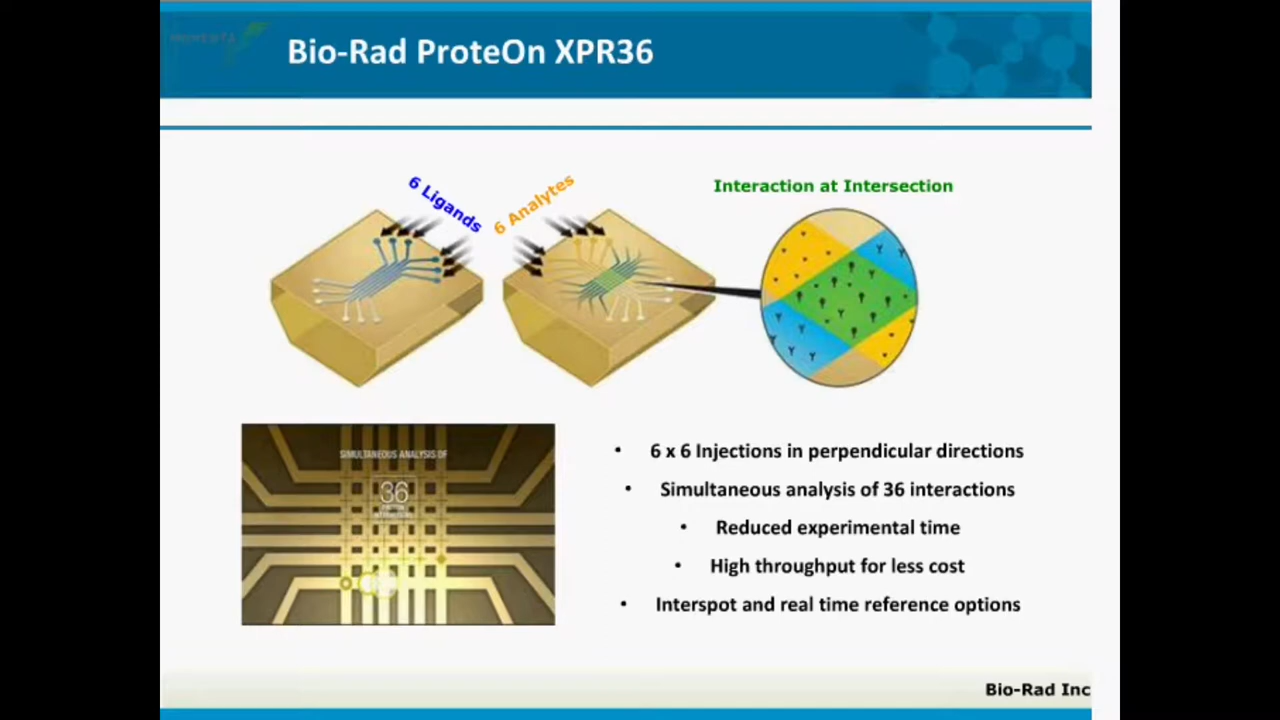 Bio-Rad ProteOn XPR36
6 Ligands
6 Analytes
Interaction at Intersection
SIMULTANEOUS ANALYSIS OF
36
• 6 x 6 Injections in perpendicular directions
• Simultaneous analysis of 36 interactions
• Reduced experimental time
• High throughput for less cost
• Interspot and real time reference options
Bio-Rad Inc